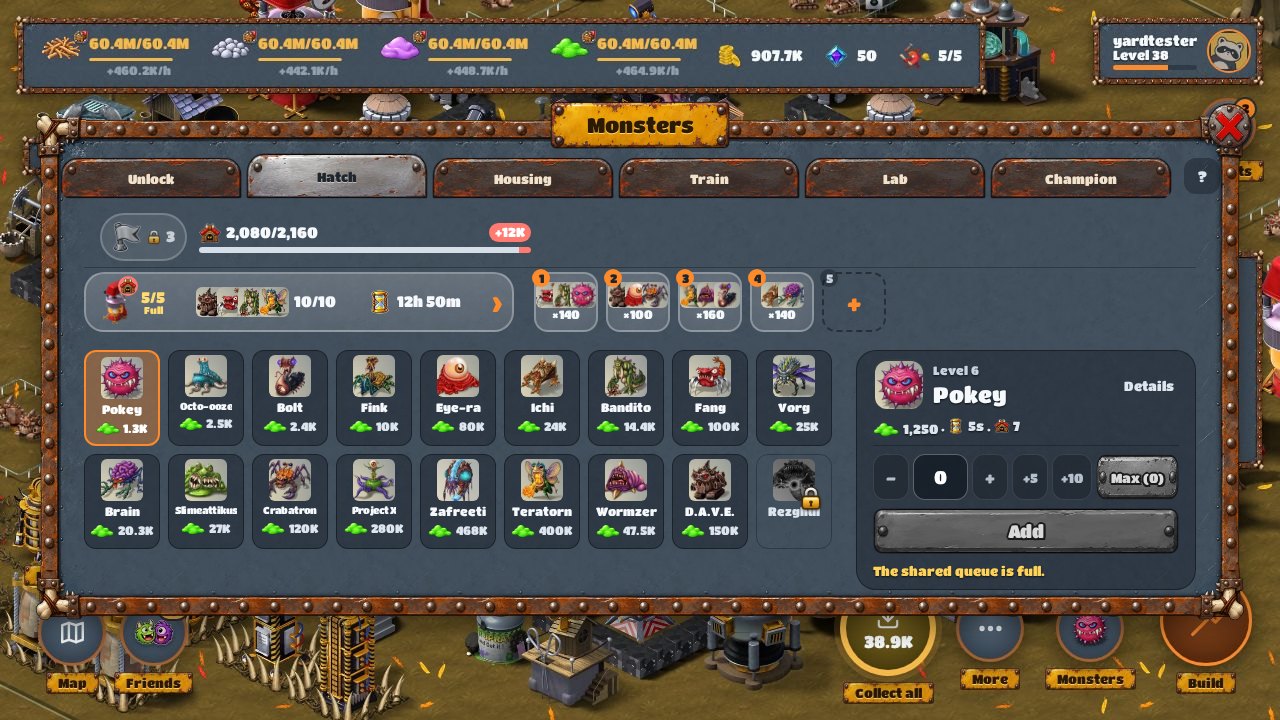 60.4M/60.4M
+460.2K/h
60.4M/60.4M
+442.1K/h
60.4M/60.4M
+448.7K/h
60.4M/60.4M
+464.9K/h
907.7K
50
5/5
yardtester
Level 38
Monsters
Unlock
Hatch
Housing
Train
Lab
Champion
?
3
2,080/2,160
+12K
5/5
Full
10/10
12h 50m
1
×140
2
×100
3
×160
4
×140
5
+
Pokey
1.3K
Octo-ooze
2.5K
Bolt
2.4K
Fink
10K
Eye-ra
80K
Ichi
24K
Bandito
14.4K
Fang
100K
Vorg
25K
Brain
20.3K
Slimeattikus
27K
Crabatron
120K
Project X
280K
Zafreeti
468K
Teratorn
400K
Wormzer
47.5K
D.A.V.E.
150K
Rezghul
Level 6
Pokey
Details
1,250 · 5s · 7
- 0 + +5 +10 Max (0)
Add
The shared queue is full.
Map
Friends
38.9K
Collect all
More
Monsters
Build